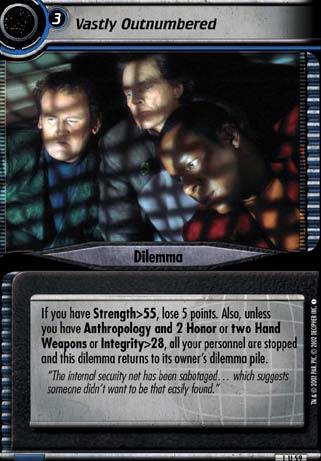 3 Vastly Outnumbered
Dilemma
If you have Strength>55, lose 5 points. Also, unless
you have Anthropology and 2 Honor or two Hand
Weapons or Integrity>28, all your personnel are stopped
and this dilemma returns to its owner's dilemma pile.
"The internal security net has been sabotaged... which suggests
someone didn't want to be that easily found."
TM & © 2002 PAR. PIC. © 2002 DECIPHER INC.
1 U 59